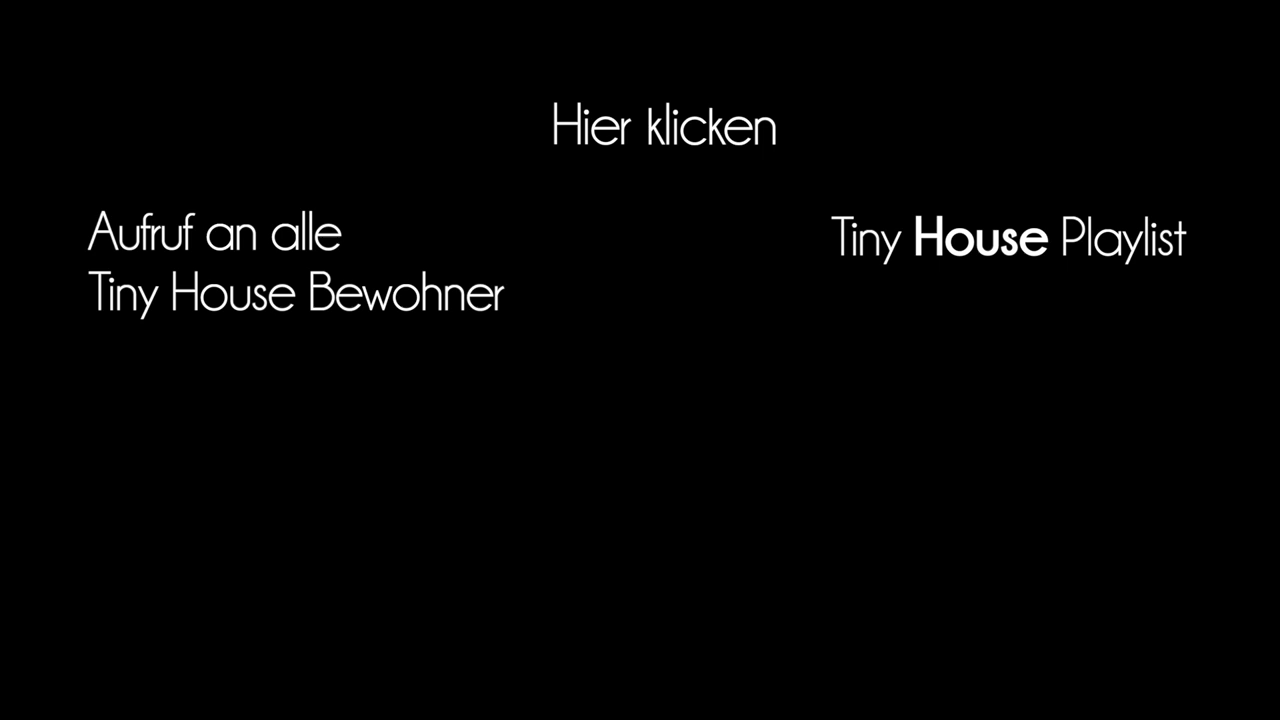 Hier klicken
Aufruf an alle
Tiny House Bewohner
Tiny House Playlist